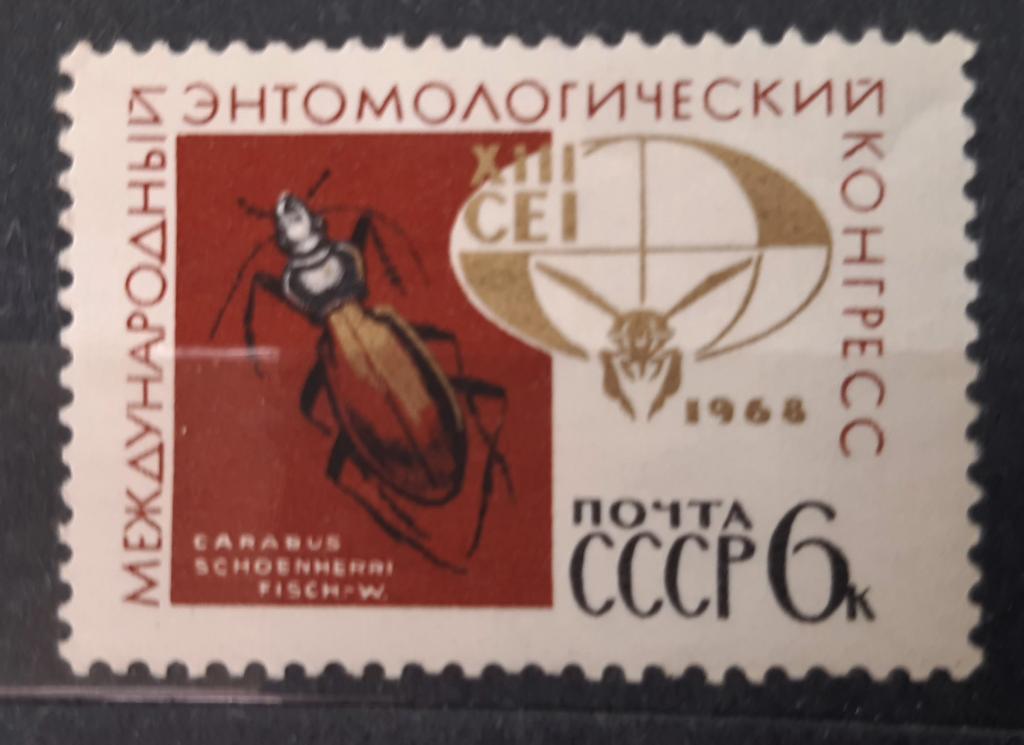 МЕЖДУНАРОДНЫЙ
ЭНТОМОЛОГИЧЕСКИЙ
КОНГРЕСС
XIII
CEI
1968
CARABUS
SCHOENHERRI
FISCH-W.
ПОЧТА
СССР 6к